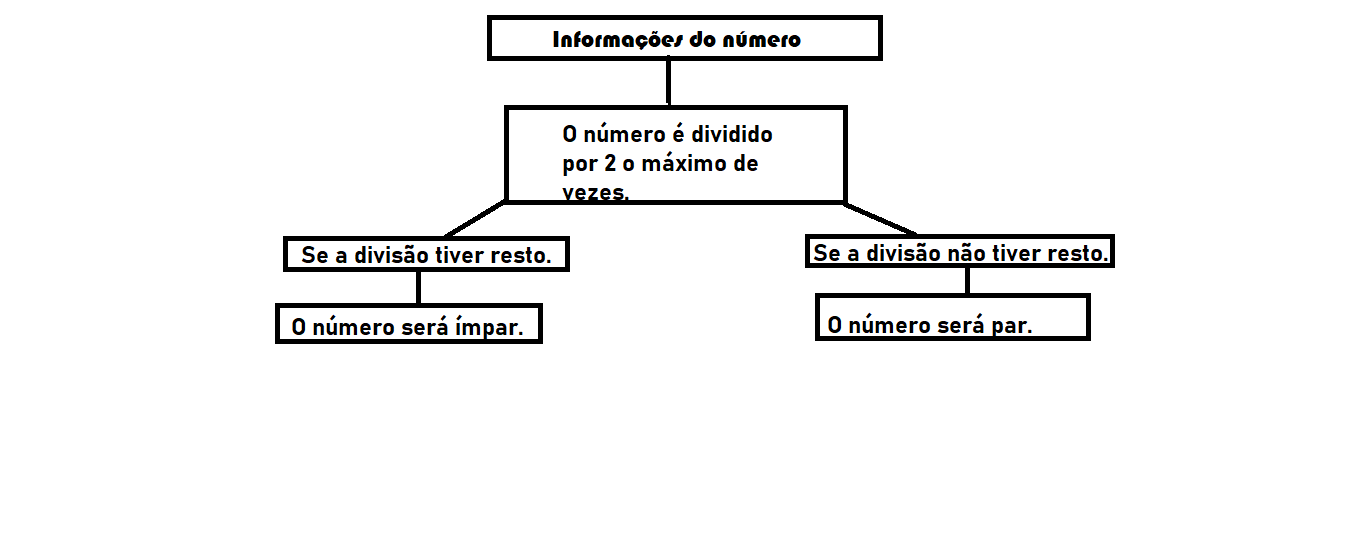 Informações do número
O número é dividido
por 2 o máximo de
vezes.
Se a divisão tiver resto.
Se a divisão não tiver resto.
O número será ímpar.
O número será par.